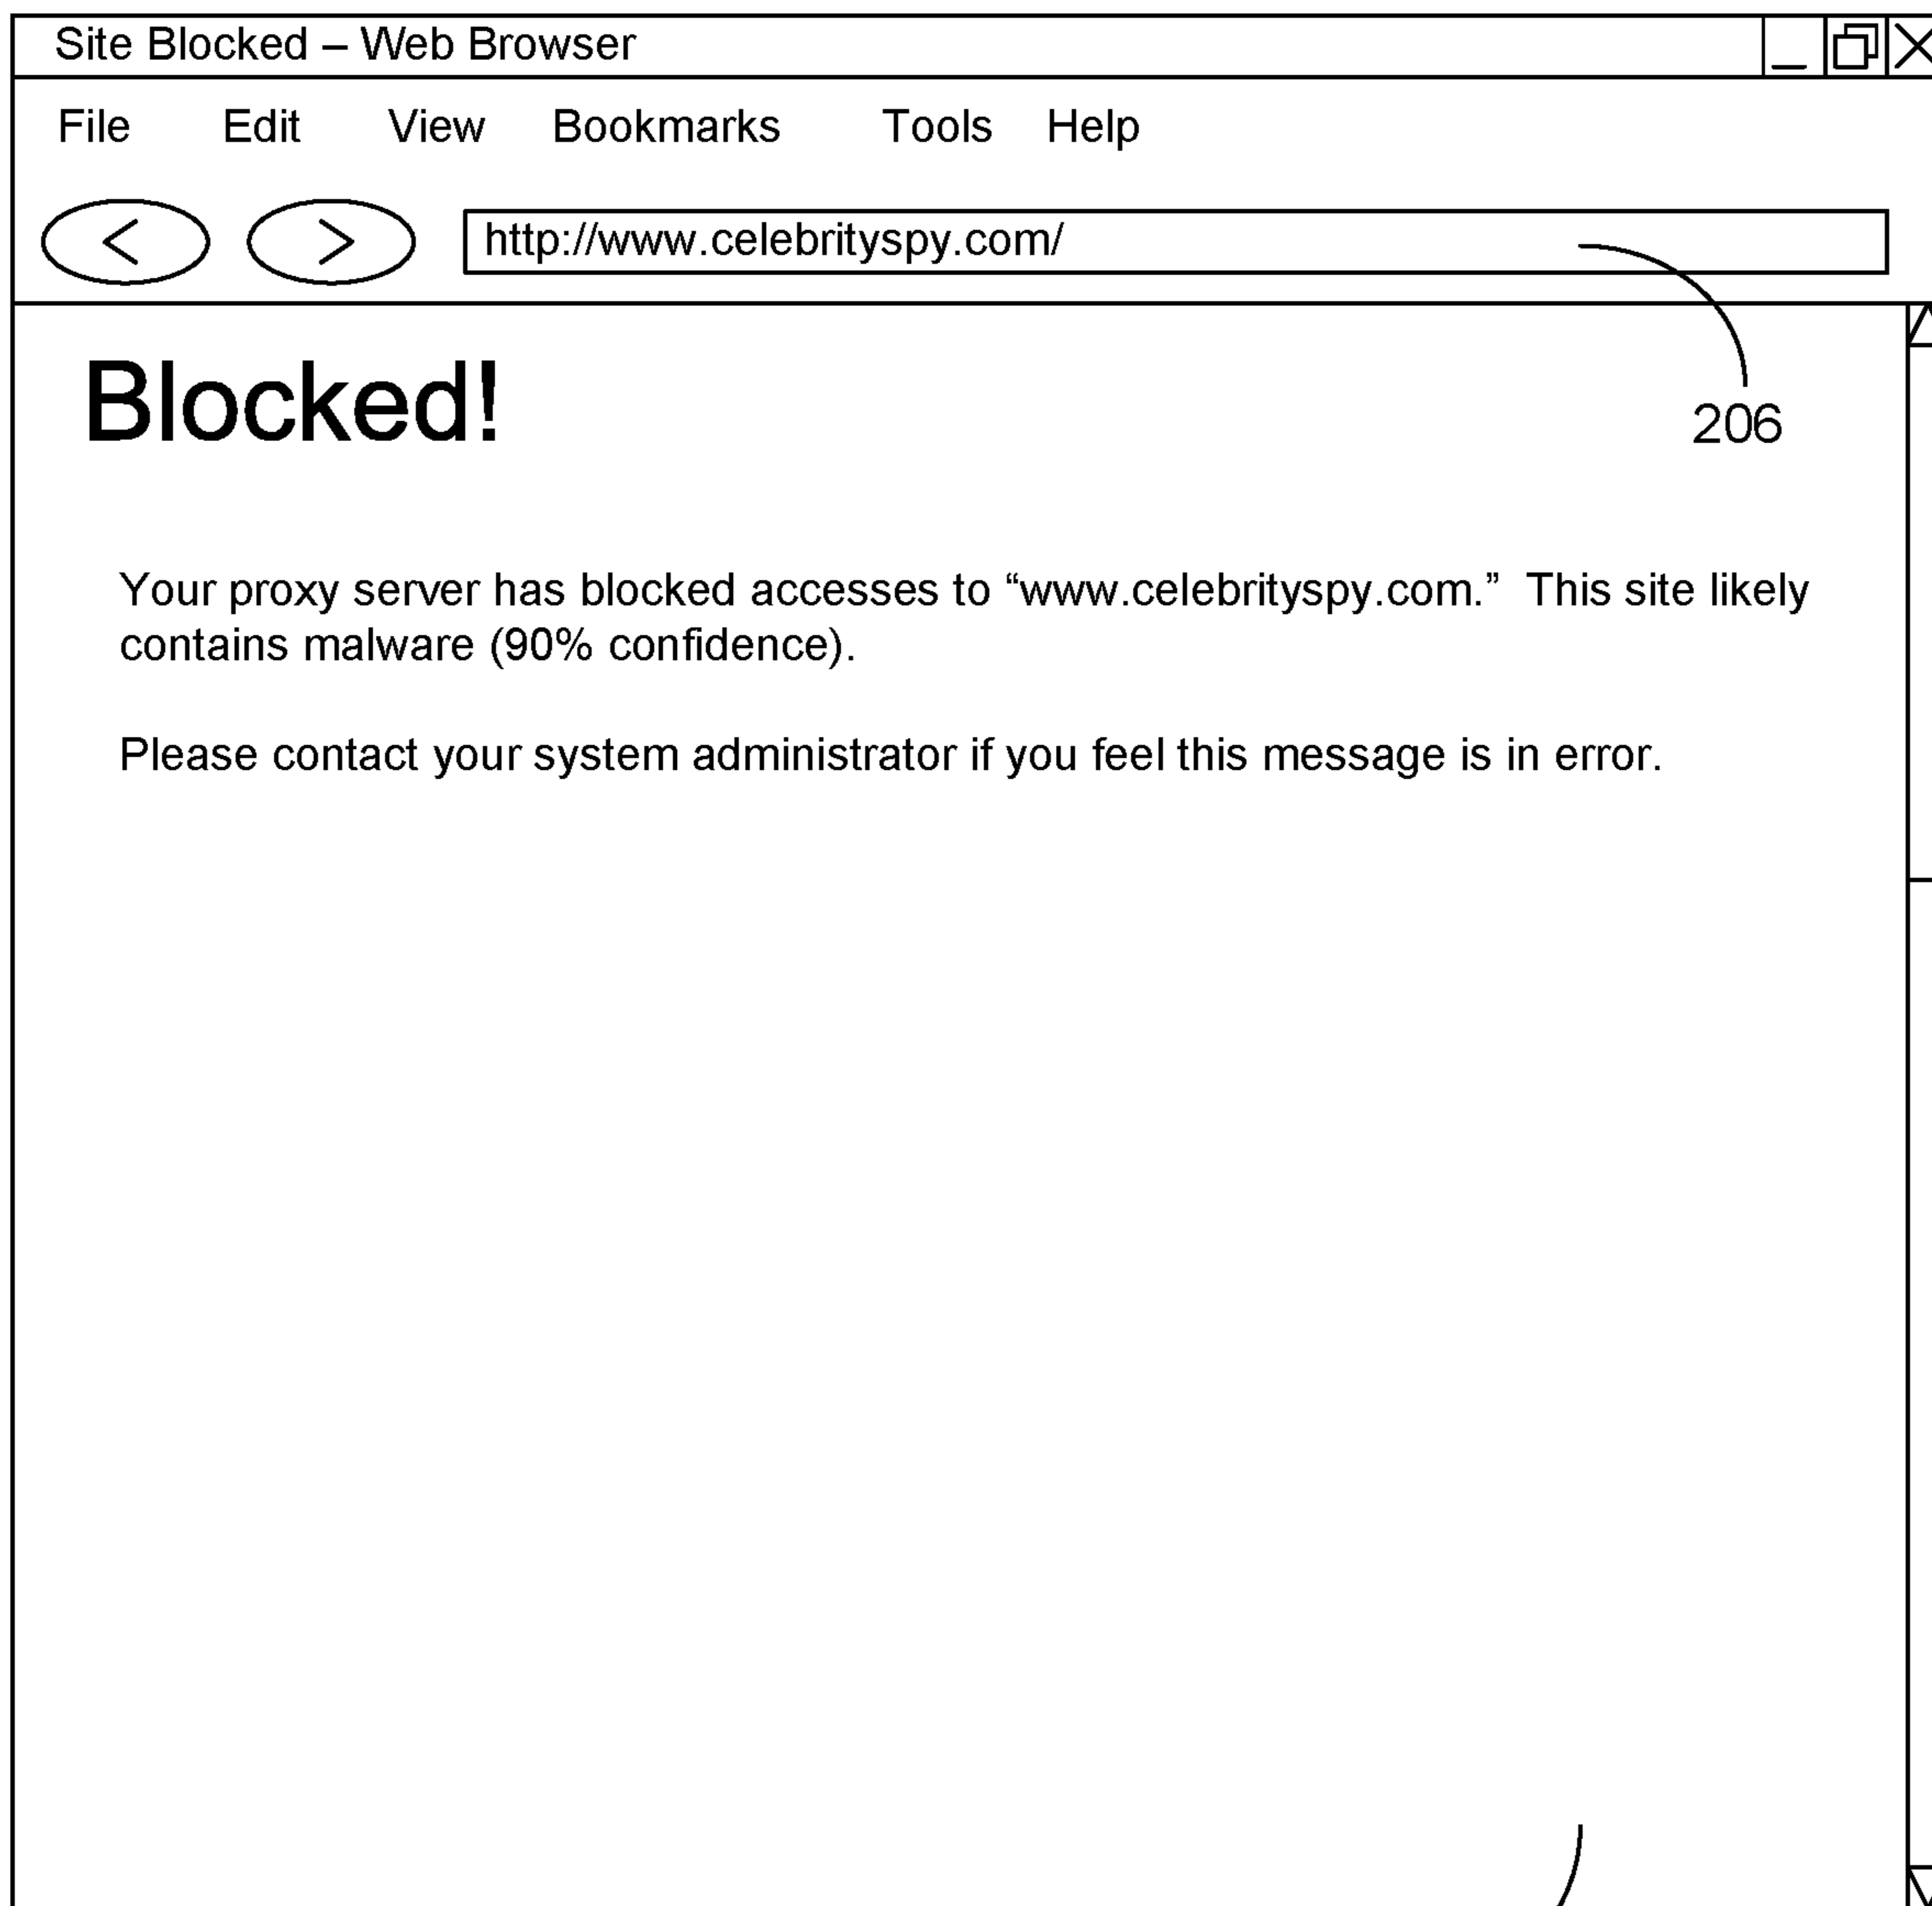 Site Blocked – Web Browser
File Edit View Bookmarks Tools Help
http://www.celebrityspy.com/
Blocked!
206
Your proxy server has blocked accesses to “www.celebrityspy.com.” This site likely
contains malware (90% confidence).
Please contact your system administrator if you feel this message is in error.